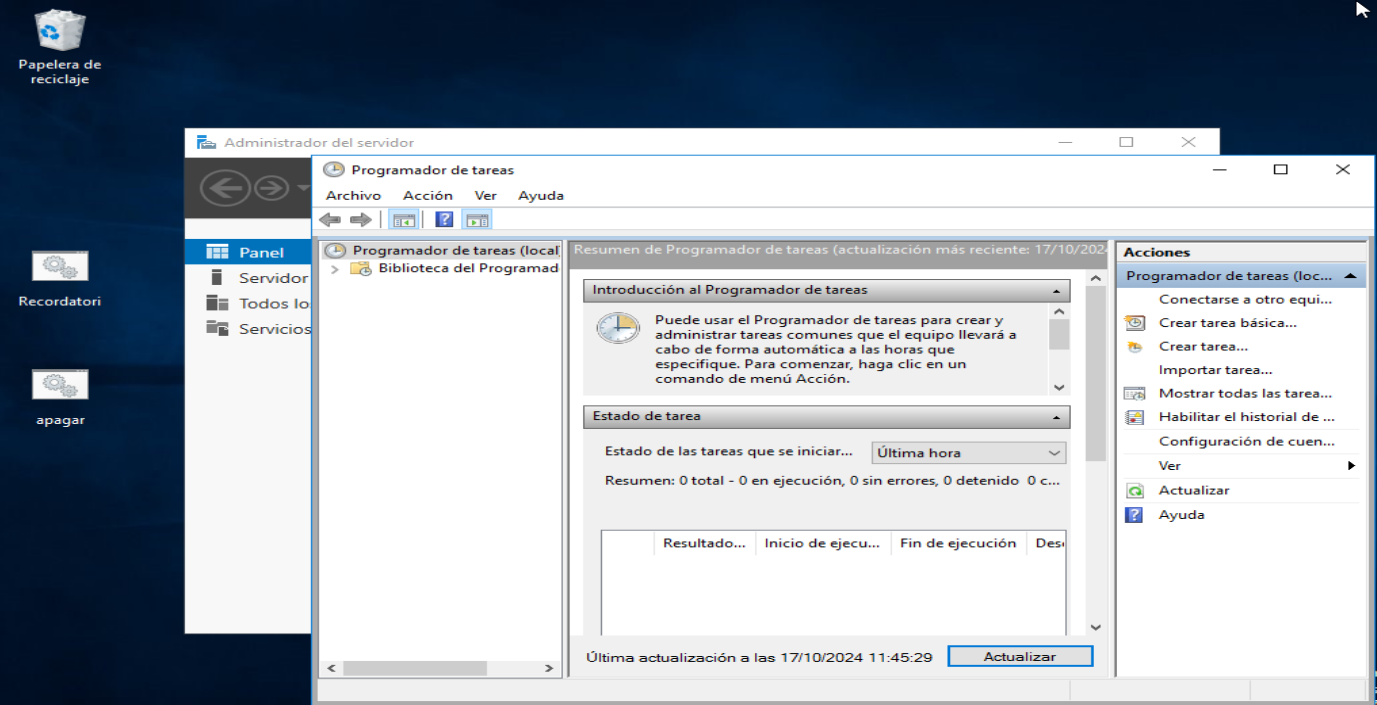 Papelera de
reciclaje
Recordatori
apagar
Administrador del servidor
Panel
Servidor
Todos lo
Servicios
Programador de tareas
Archivo Acción Ver Ayuda
Programador de tareas (local
Biblioteca del Programad
Resumen de Programador de tareas (actualización más reciente: 17/10/202
Introducción al Programador de tareas
Puede usar el Programador de tareas para crear y
administrar tareas comunes que el equipo llevará a
cabo de forma automática a las horas que
especifique. Para comenzar, haga clic en un
comando de menú Acción.
Estado de tarea
Estado de las tareas que se iniciar... Última hora
Resumen: 0 total - 0 en ejecución, 0 sin errores, 0 detenido 0 c...
Resultado... Inicio de ejecu... Fin de ejecución Des
Última actualización a las 17/10/2024 11:45:29 Actualizar
Acciones
Programador de tareas (loc...
Conectarse a otro equi...
Crear tarea básica...
Crear tarea...
Importar tarea...
Mostrar todas las tarea...
Habilitar el historial de ...
Configuración de cuen...
Ver
Actualizar
Ayuda